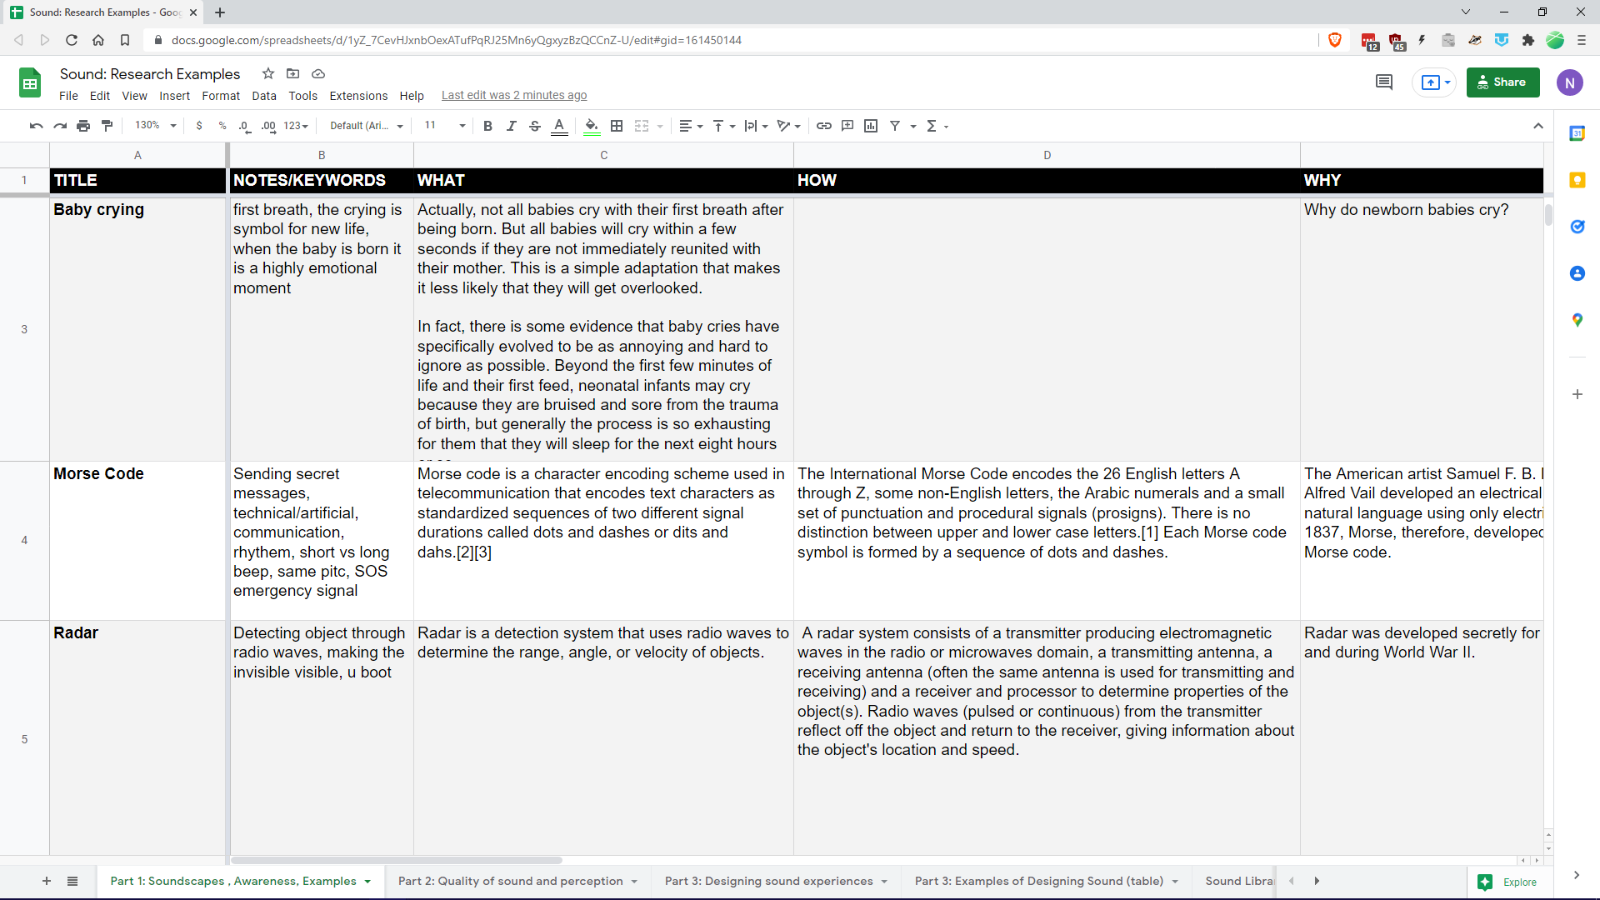 Sound: Research Examples - Goog
docs.google.com/spreadsheets/d/1yZ_7CevHJxnbOexATufPqRJ25Mn6yQgxyzBzQCCnZ-U/edit#gid=161450144
12
45
Sound: Research Examples
File Edit View Insert Format Data Tools Extensions Help Last edit was 2 minutes ago
Share
N
130% $ % .0 .00 123 Default (Ari... 11 B I S A Σ
31
A B C D
1 TITLE NOTES/KEYWORDS WHAT HOW WHY
3
Baby crying
first breath, the crying is
symbol for new life,
when the baby is born it
is a highly emotional
moment
Actually, not all babies cry with their first breath after
being born. But all babies will cry within a few
seconds if they are not immediately reunited with
their mother. This is a simple adaptation that makes
it less likely that they will get overlooked.
In fact, there is some evidence that baby cries have
specifically evolved to be as annoying and hard to
ignore as possible. Beyond the first few minutes of
life and their first feed, neonatal infants may cry
because they are bruised and sore from the trauma
of birth, but generally the process is so exhausting
for them that they will sleep for the next eight hours
Why do newborn babies cry?
4
Morse Code
Sending secret
messages,
technical/artificial,
communication,
rhythem, short vs long
beep, same pitc, SOS
emergency signal
Morse code is a character encoding scheme used in
telecommunication that encodes text characters as
standardized sequences of two different signal
durations called dots and dashes or dits and
dahs.[2][3]
The International Morse Code encodes the 26 English letters A
through Z, some non-English letters, the Arabic numerals and a small
set of punctuation and procedural signals (prosigns). There is no
distinction between upper and lower case letters.[1] Each Morse code
symbol is formed by a sequence of dots and dashes.
The American artist Samuel F. B.
Alfred Vail developed an electrical
natural language using only electri
1837, Morse, therefore, developed
Morse code.
5
Radar
Detecting object through
radio waves, making the
invisible visible, u boot
Radar is a detection system that uses radio waves to
determine the range, angle, or velocity of objects.
A radar system consists of a transmitter producing electromagnetic
waves in the radio or microwaves domain, a transmitting antenna, a
receiving antenna (often the same antenna is used for transmitting and
receiving) and a receiver and processor to determine properties of the
object(s). Radio waves (pulsed or continuous) from the transmitter
reflect off the object and return to the receiver, giving information about
the object's location and speed.
Radar was developed secretly for
and during World War II.
Part 1: Soundscapes , Awareness, Examples
Part 2: Quality of sound and perception
Part 3: Designing sound experiences
Part 3: Examples of Designing Sound (table)
Sound Libra
Explore